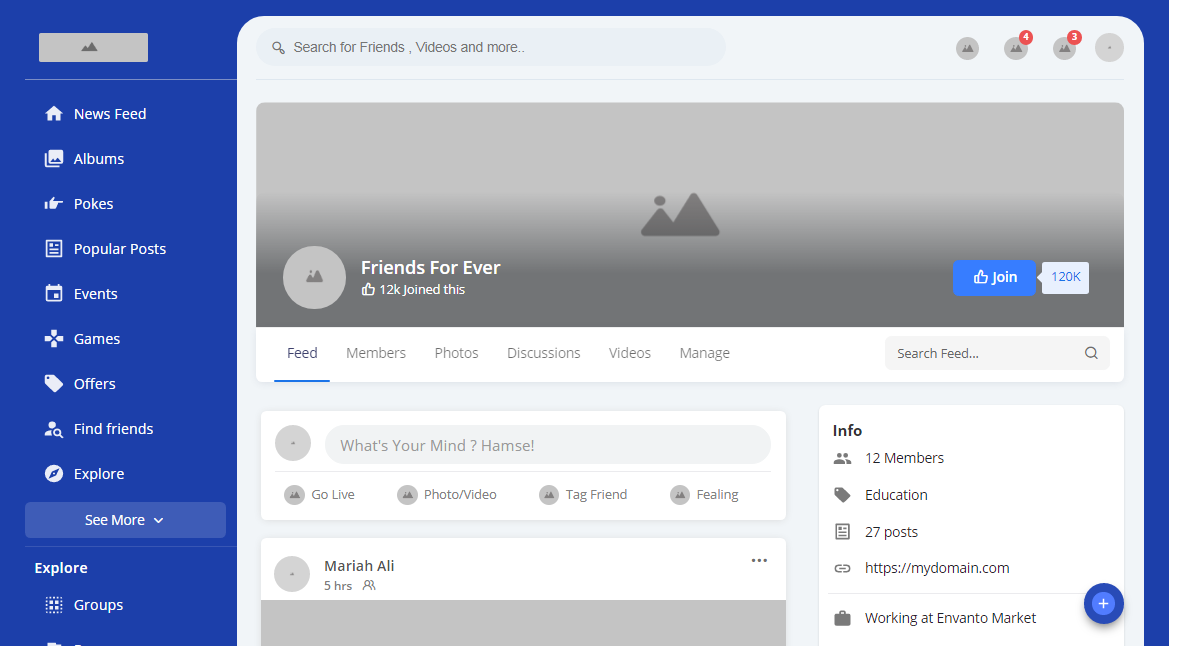 Search for Friends , Videos and more..
4
3
News Feed
Albums
Pokes
Popular Posts
Events
Games
Offers
Find friends
Explore
See More
Explore
Groups
Friends For Ever
12k Joined this
Join
120K
Feed
Members
Photos
Discussions
Videos
Manage
Search Feed...
What's Your Mind ? Hamse!
Go Live
Photo/Video
Tag Friend
Fealing
Mariah Ali
5 hrs
Info
12 Members
Education
27 posts
https://mydomain.com
Working at Envanto Market